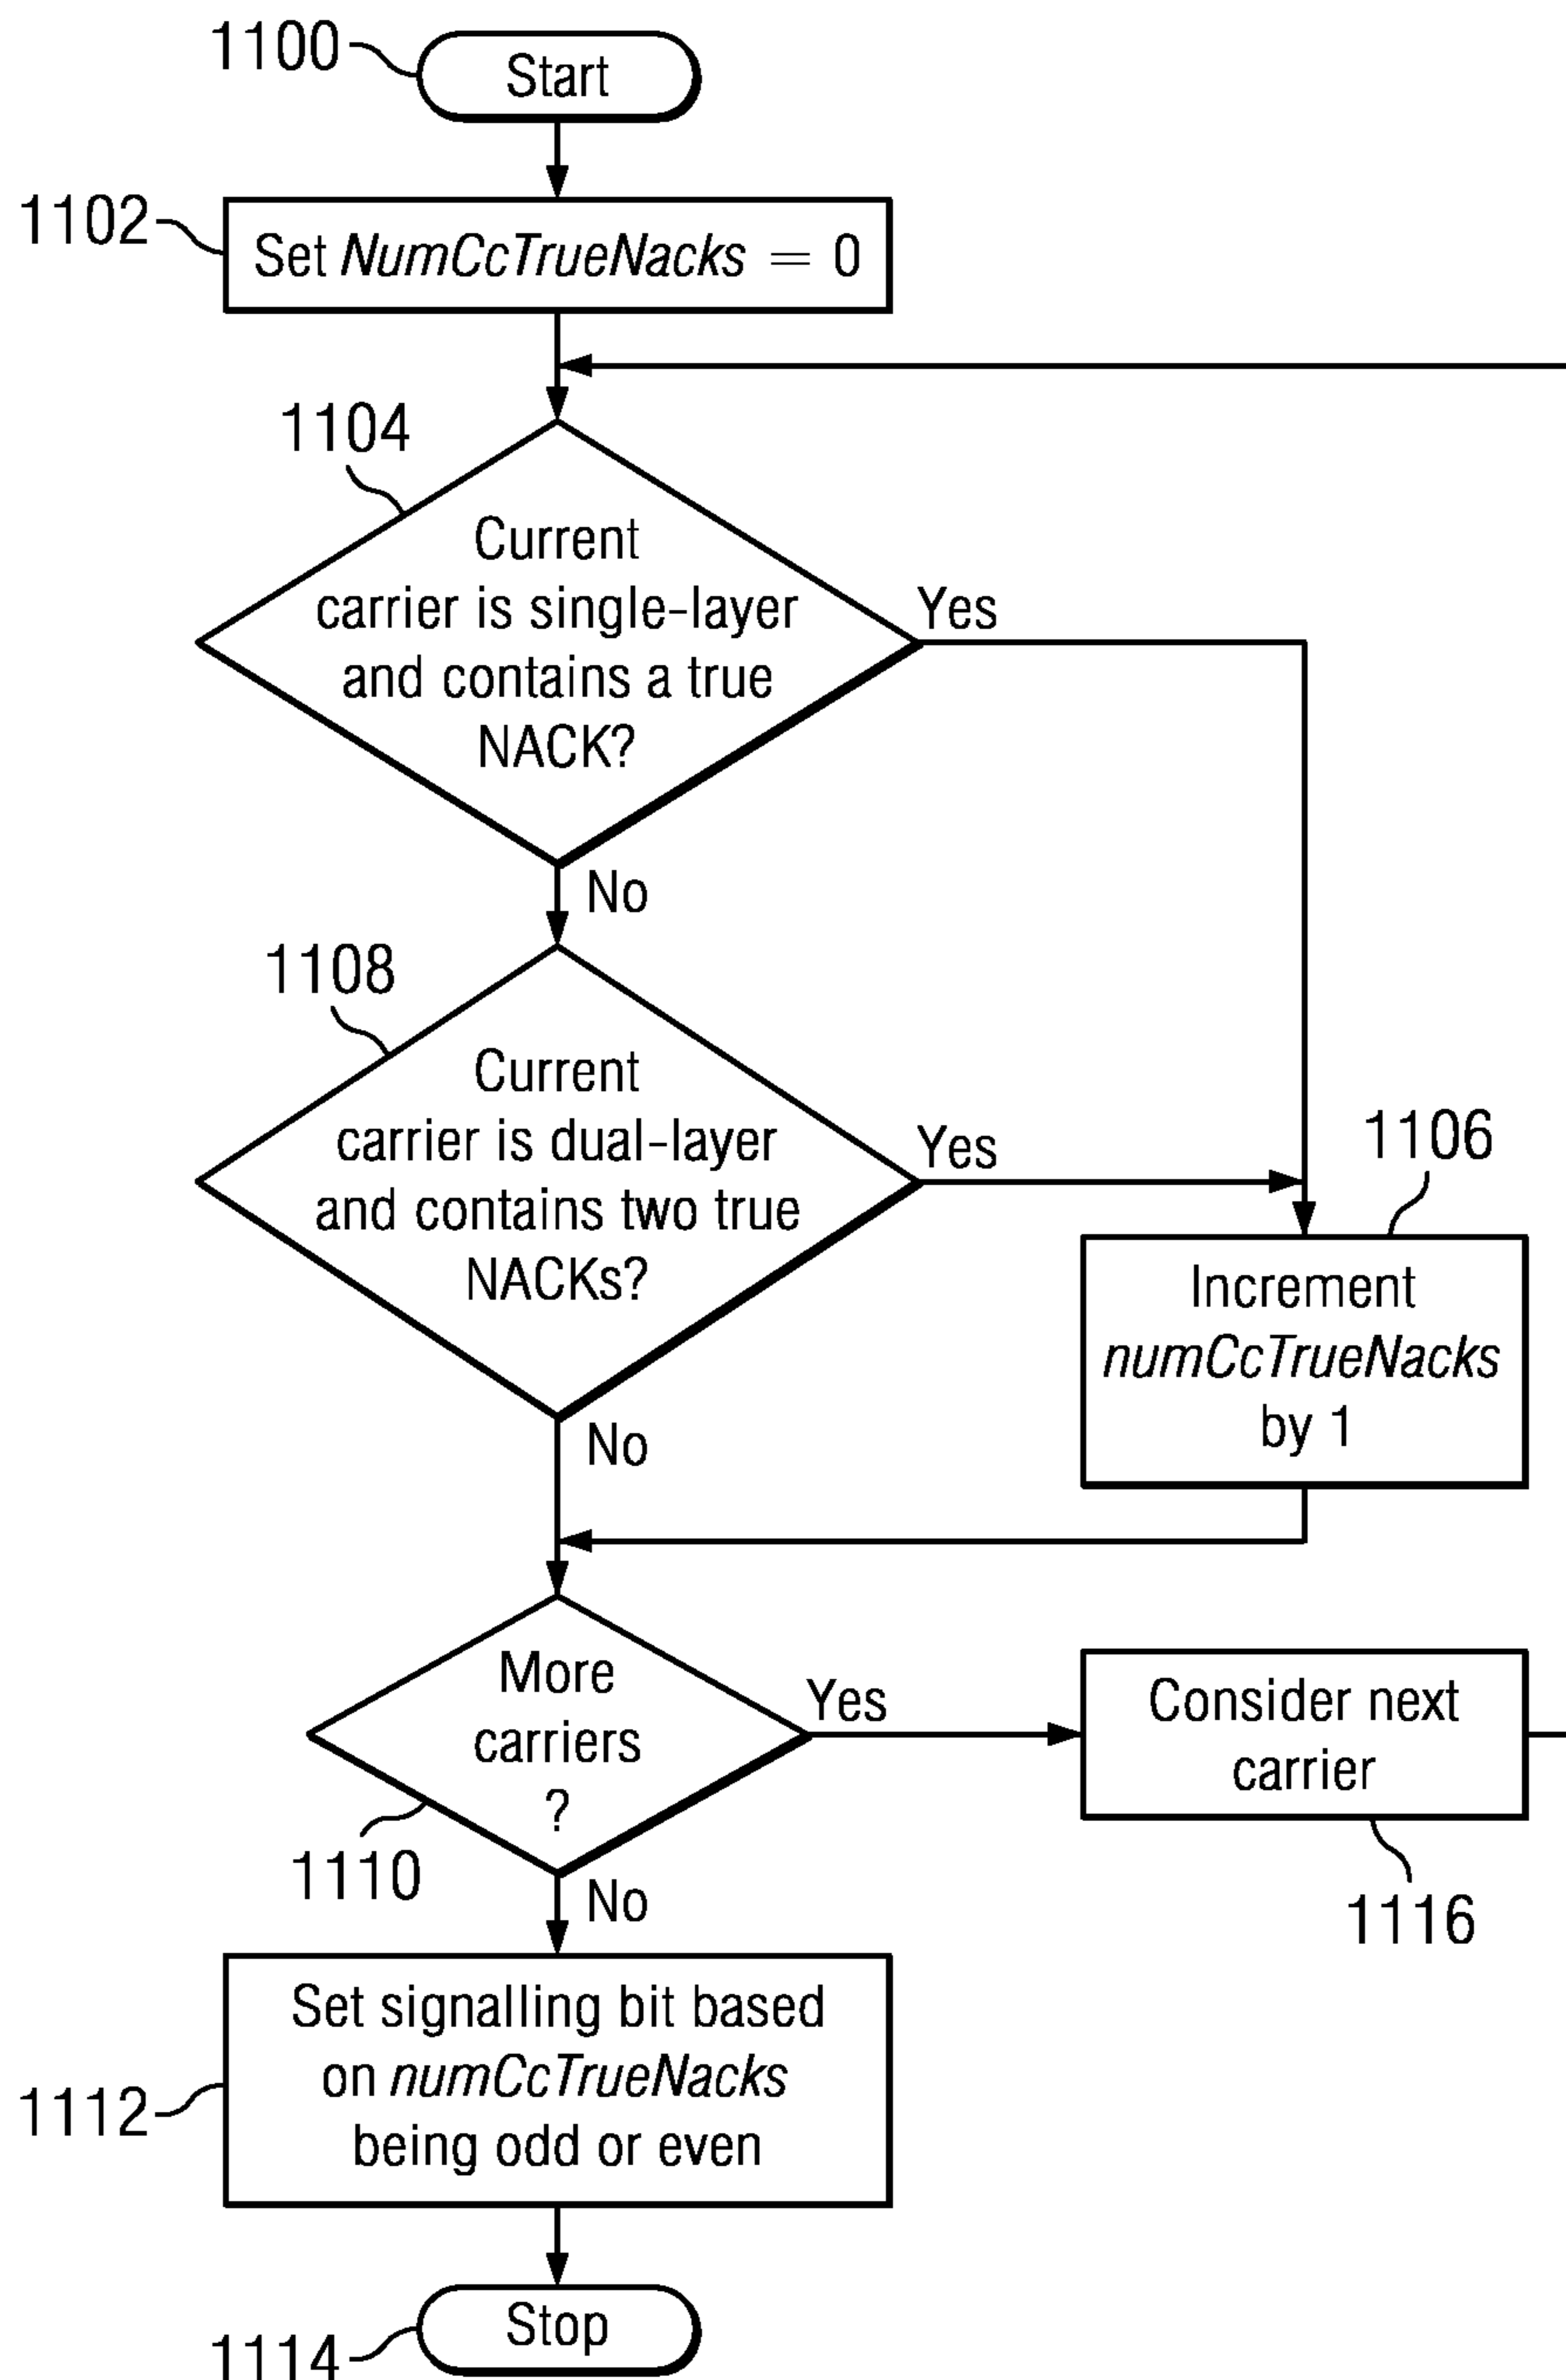 1100
Start
1102
Set NumCcTrueNacks = 0
1104
Current
carrier is single-layer
and contains a true
NACK?
Yes
No
1108
Current
carrier is dual-layer
and contains two true
NACKs?
Yes
No
1106
Increment
numCcTrueNacks
by 1
More
carriers
?
1110
Yes
No
Consider next
carrier
1116
Set signalling bit based
on numCcTrueNacks
being odd or even
1112
Stop
1114